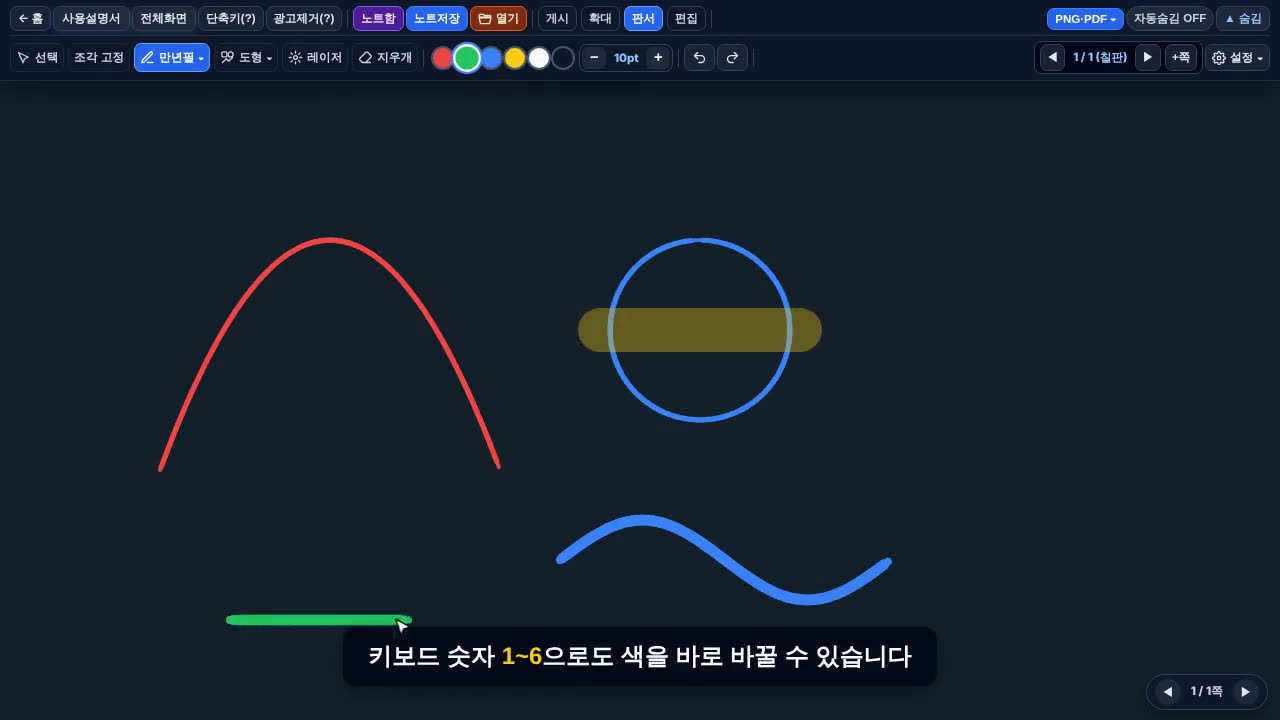 ← 홈 사용설명서 전체화면 단축키(?) 광고제거(?) 노트함 노트저장 열기 게시 확대 판서 편집 PNG·PDF 자동숨김 OFF ▲ 숨김
선택 조각 고정 만년필 도형 레이저 지우개 − 10pt + ◀ 1 / 1 (칠판) ▶ +쪽 설정
키보드 숫자 1~6으로도 색을 바로 바꿀 수 있습니다
◀ 1 / 1쪽 ▶